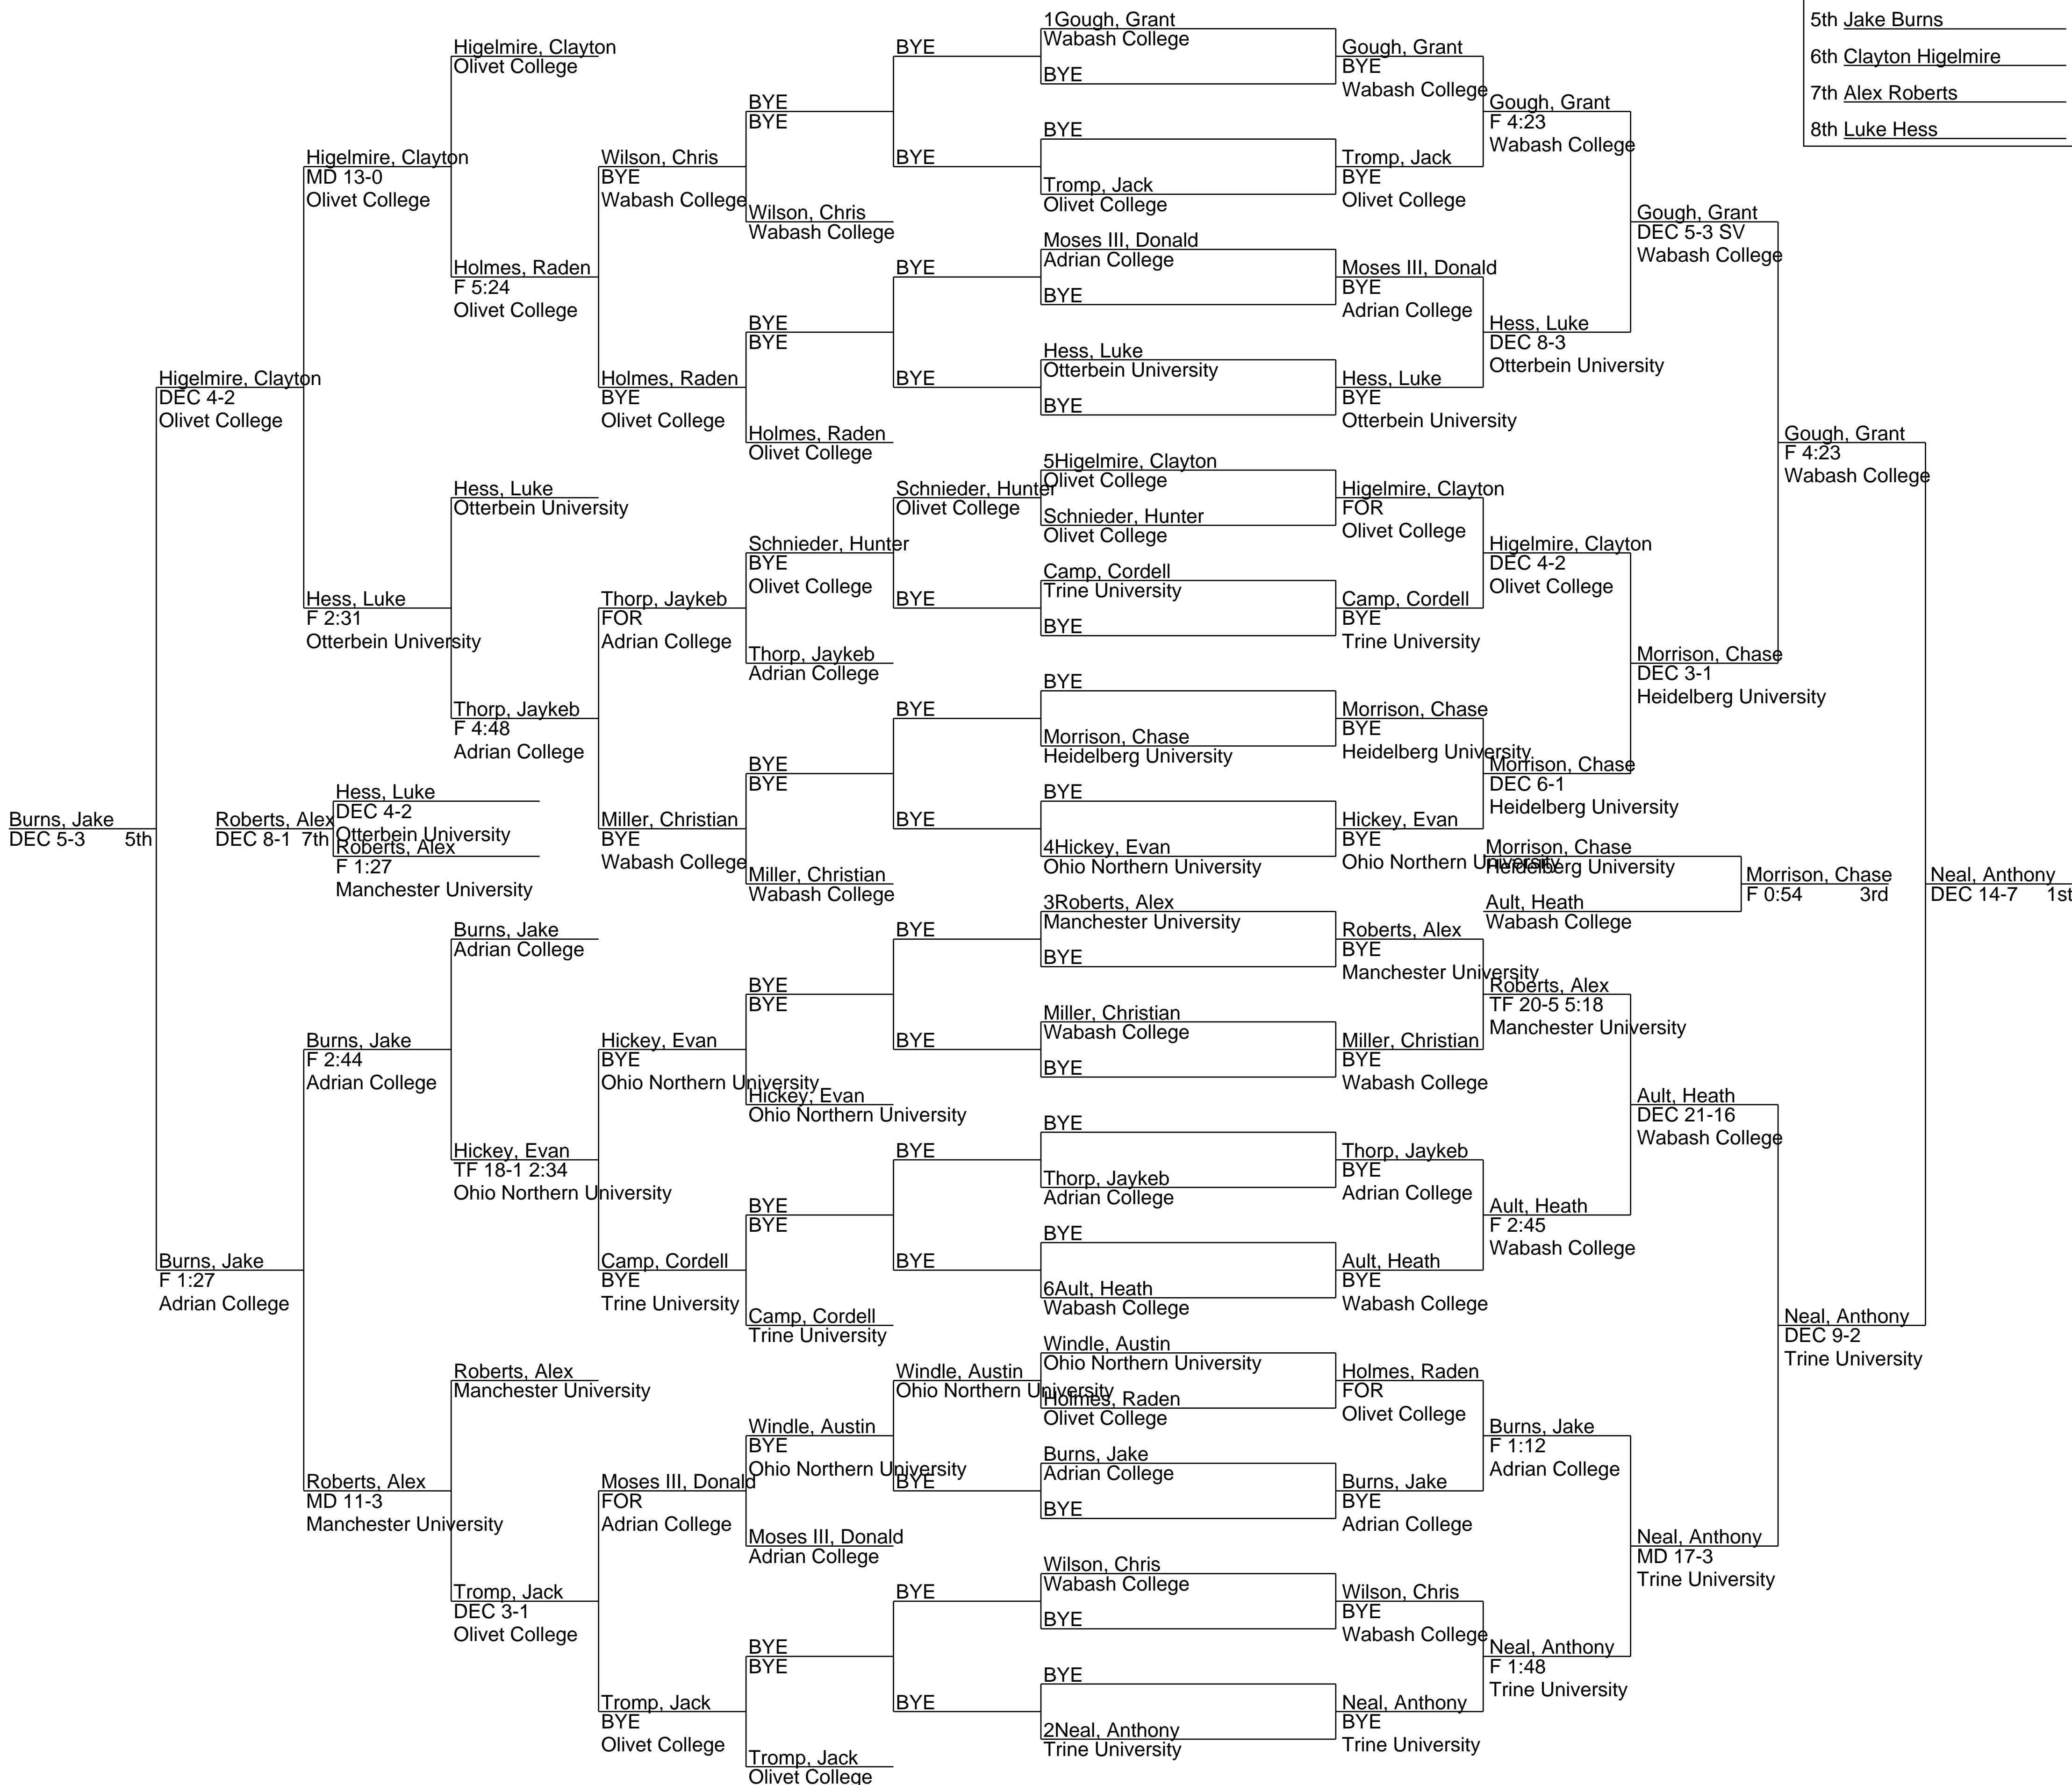 5th Jake Burns
6th Clayton Higelmire
7th Alex Roberts
8th Luke Hess
Higelmire, Clayton
Olivet College
Higelmire, Clayton
MD 13-0
Olivet College
Holmes, Raden
F 5:24
Olivet College
Higelmire, Clayton
DEC 4-2
Olivet College
Hess, Luke
Otterbein University
Hess, Luke
F 2:31
Otterbein University
Thorp, Jaykeb
F 4:48
Adrian College
Burns, Jake
DEC 5-3 5th
Roberts, Alex
DEC 8-1 7th
Hess, Luke
DEC 4-2
Otterbein University
Roberts, Alex
F 1:27
Manchester University
Burns, Jake
Adrian College
Burns, Jake
F 2:44
Adrian College
Hickey, Evan
TF 18-1 2:34
Ohio Northern University
Burns, Jake
F 1:27
Adrian College
Roberts, Alex
Manchester University
Roberts, Alex
MD 11-3
Manchester University
Tromp, Jack
DEC 3-1
Olivet College
Wilson, Chris
BYE
Wabash College
Holmes, Raden
BYE
Olivet College
Thorp, Jaykeb
FOR
Adrian College
Miller, Christian
BYE
Wabash College
Hickey, Evan
BYE
Ohio Northern University
Camp, Cordell
BYE
Trine University
Moses III, Donald
FOR
Adrian College
Tromp, Jack
BYE
Olivet College
BYE
BYE
Wilson, Chris
Wabash College
BYE
BYE
Holmes, Raden
Olivet College
Schnieder, Hunter
BYE
Olivet College
Thorp, Jaykeb
Adrian College
BYE
BYE
Miller, Christian
Wabash College
BYE
BYE
Hickey, Evan
Ohio Northern University
BYE
BYE
Camp, Cordell
Trine University
Windle, Austin
BYE
Ohio Northern University
Moses III, Donald
Adrian College
BYE
BYE
Tromp, Jack
Olivet College
BYE
BYE
BYE
BYE
Schnieder, Hunter
Olivet College
BYE
BYE
BYE
BYE
BYE
BYE
BYE
Windle, Austin
Ohio Northern University
BYE
BYE
BYE
1Gough, Grant
Wabash College
BYE
BYE
Tromp, Jack
Olivet College
Moses III, Donald
Adrian College
BYE
Hess, Luke
Otterbein University
BYE
5Higelmire, Clayton
Olivet College
Schnieder, Hunter
Olivet College
Camp, Cordell
Trine University
BYE
BYE
Morrison, Chase
Heidelberg University
BYE
4Hickey, Evan
Ohio Northern University
3Roberts, Alex
Manchester University
BYE
Miller, Christian
Wabash College
BYE
BYE
Thorp, Jaykeb
Adrian College
BYE
6Ault, Heath
Wabash College
Windle, Austin
Ohio Northern University
Holmes, Raden
Olivet College
Burns, Jake
Adrian College
BYE
Wilson, Chris
Wabash College
BYE
BYE
2Neal, Anthony
Trine University
Gough, Grant
BYE
Wabash College
Tromp, Jack
BYE
Olivet College
Moses III, Donald
BYE
Adrian College
Hess, Luke
BYE
Otterbein University
Higelmire, Clayton
FOR
Olivet College
Camp, Cordell
BYE
Trine University
Morrison, Chase
BYE
Heidelberg University
Hickey, Evan
BYE
Ohio Northern University
Roberts, Alex
BYE
Manchester University
Miller, Christian
BYE
Wabash College
Thorp, Jaykeb
BYE
Adrian College
Ault, Heath
BYE
Wabash College
Holmes, Raden
FOR
Olivet College
Burns, Jake
BYE
Adrian College
Wilson, Chris
BYE
Wabash College
Neal, Anthony
BYE
Trine University
Gough, Grant
F 4:23
Wabash College
Hess, Luke
DEC 8-3
Otterbein University
Higelmire, Clayton
DEC 4-2
Olivet College
Morrison, Chase
DEC 6-1
Heidelberg University
Morrison, Chase
Heidelberg University
Ault, Heath
Wabash College
Roberts, Alex
TF 20-5 5:18
Manchester University
Ault, Heath
F 2:45
Wabash College
Burns, Jake
F 1:12
Adrian College
Neal, Anthony
F 1:48
Trine University
Gough, Grant
DEC 5-3 SV
Wabash College
Morrison, Chase
DEC 3-1
Heidelberg University
Morrison, Chase
F 0:54 3rd
Ault, Heath
DEC 21-16
Wabash College
Neal, Anthony
MD 17-3
Trine University
Gough, Grant
F 4:23
Wabash College
Neal, Anthony
DEC 9-2
Trine University
Neal, Anthony
DEC 14-7 1st